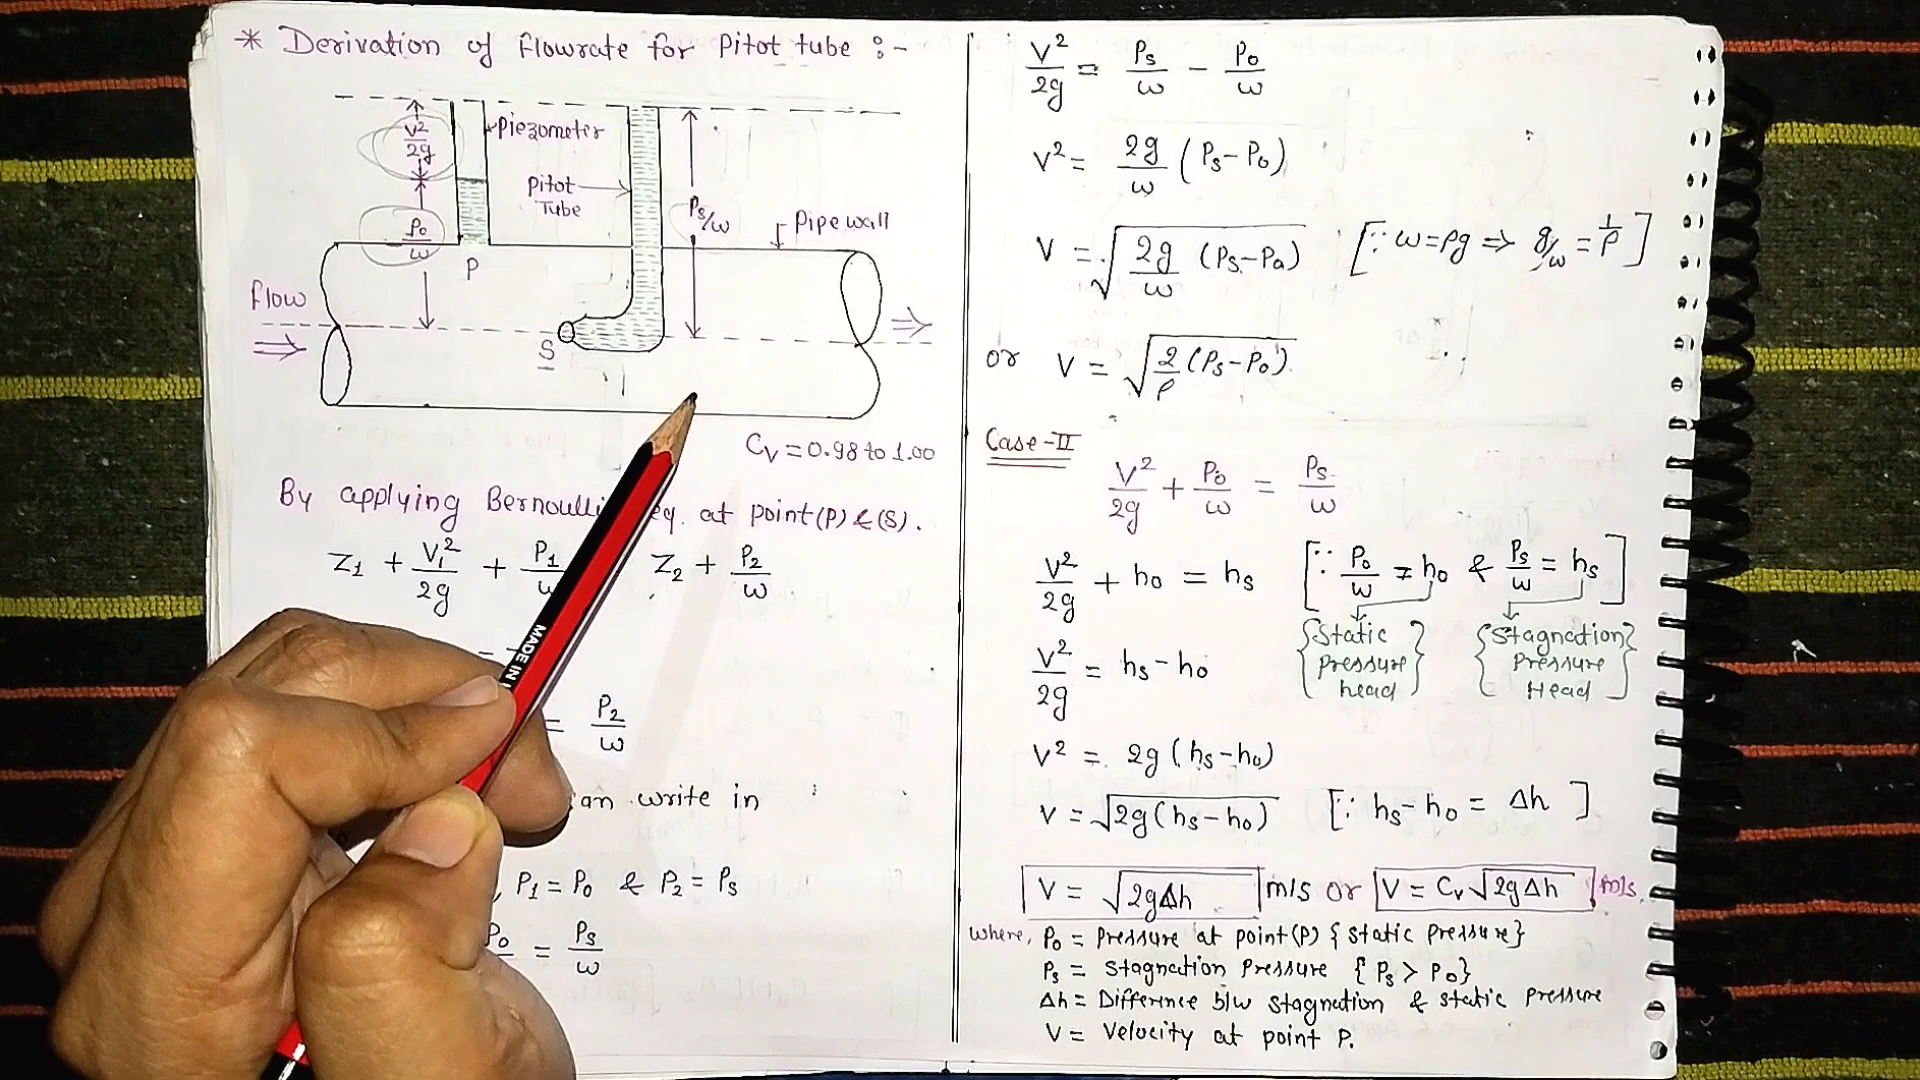 * Derivation of flowrate for Pitot tube :-
V²/2g
Piezometer
Pitot Tube
P₀/ω
Ps/ω
Pipe wall
P
flow
S
Cv = 0.98 to 1.00
By applying Bernoulli eq. at point (P) & (S).
Z₁ + V₁²/2g + P₁/ω Z₂ + P₂/ω
= P₂/ω
an write in
, P₁ = P₀ & P₂ = Ps
P₀ = Ps/ω
MADE IN
V²/2g = Ps/ω - P₀/ω
V² = 2g/ω (Ps - P₀)
V = √(2g/ω (Ps - Pa)) [∵ ω = ρg ⇒ g/ω = 1/ρ]
or V = √(2/ρ (Ps - P₀))
Case - II
V²/2g + P₀/ω = Ps/ω
V²/2g + h₀ = hs [∵ P₀/ω = h₀ & Ps/ω = hs]
{Static pressure head} {Stagnation pressure Head}
V²/2g = hs - h₀
V² = 2g (hs - h₀)
V = √2g(hs - h₀) [∵ hs - h₀ = Δh]
V = √2gΔh m/s or V = Cv √2gΔh m/s.
where, P₀ = Pressure at point (P) {static pressure}
Ps = Stagnation Pressure {Ps > P₀}
Δh = Difference b/w stagnation & static pressure
V = Velocity at point P.